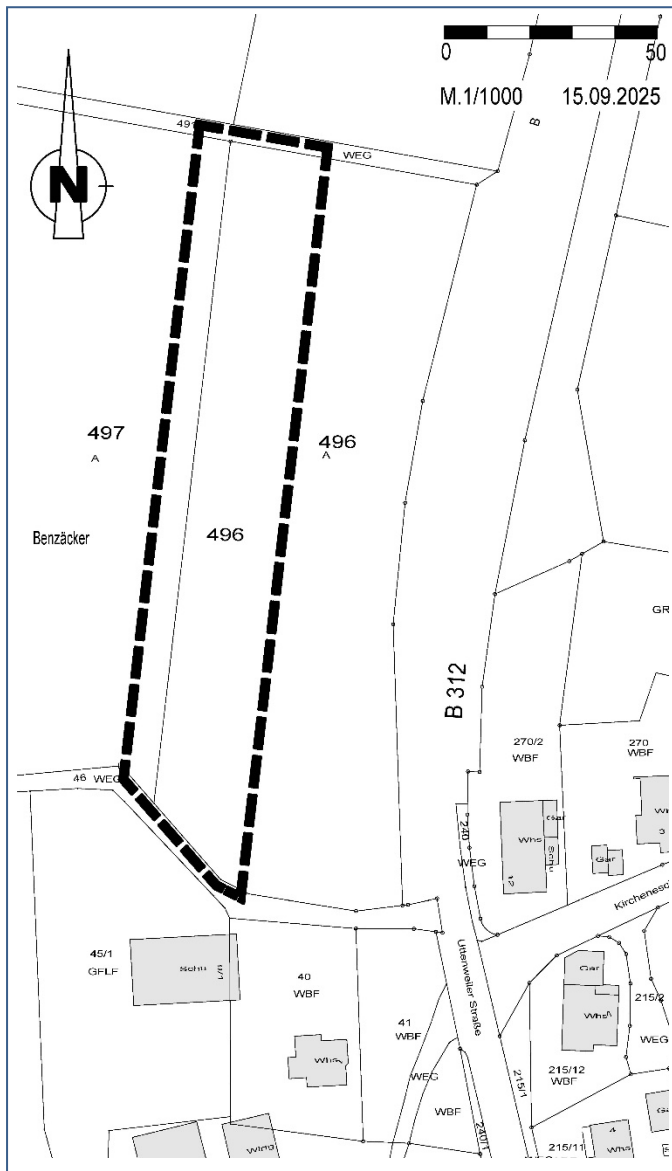 0 50
M.1/1000 15.09.2025
B
N
491
WEG
497
A
496
A
Benzäcker
496
B 312
GR
270/2
WBF
270
WBF
46 WEG
240
WEG
Whs
Gar
Schu
12
Gar
Wh
3
Kirchenesc
45/1
GFLF
Schu
40
WBF
Whs
41
WBF
WEG
WBF
Uttenweiler Straße
240/1
215/1
Gar
Whs
215/2
WEG
215/12
WBF
215/11
4
Whs
Ga